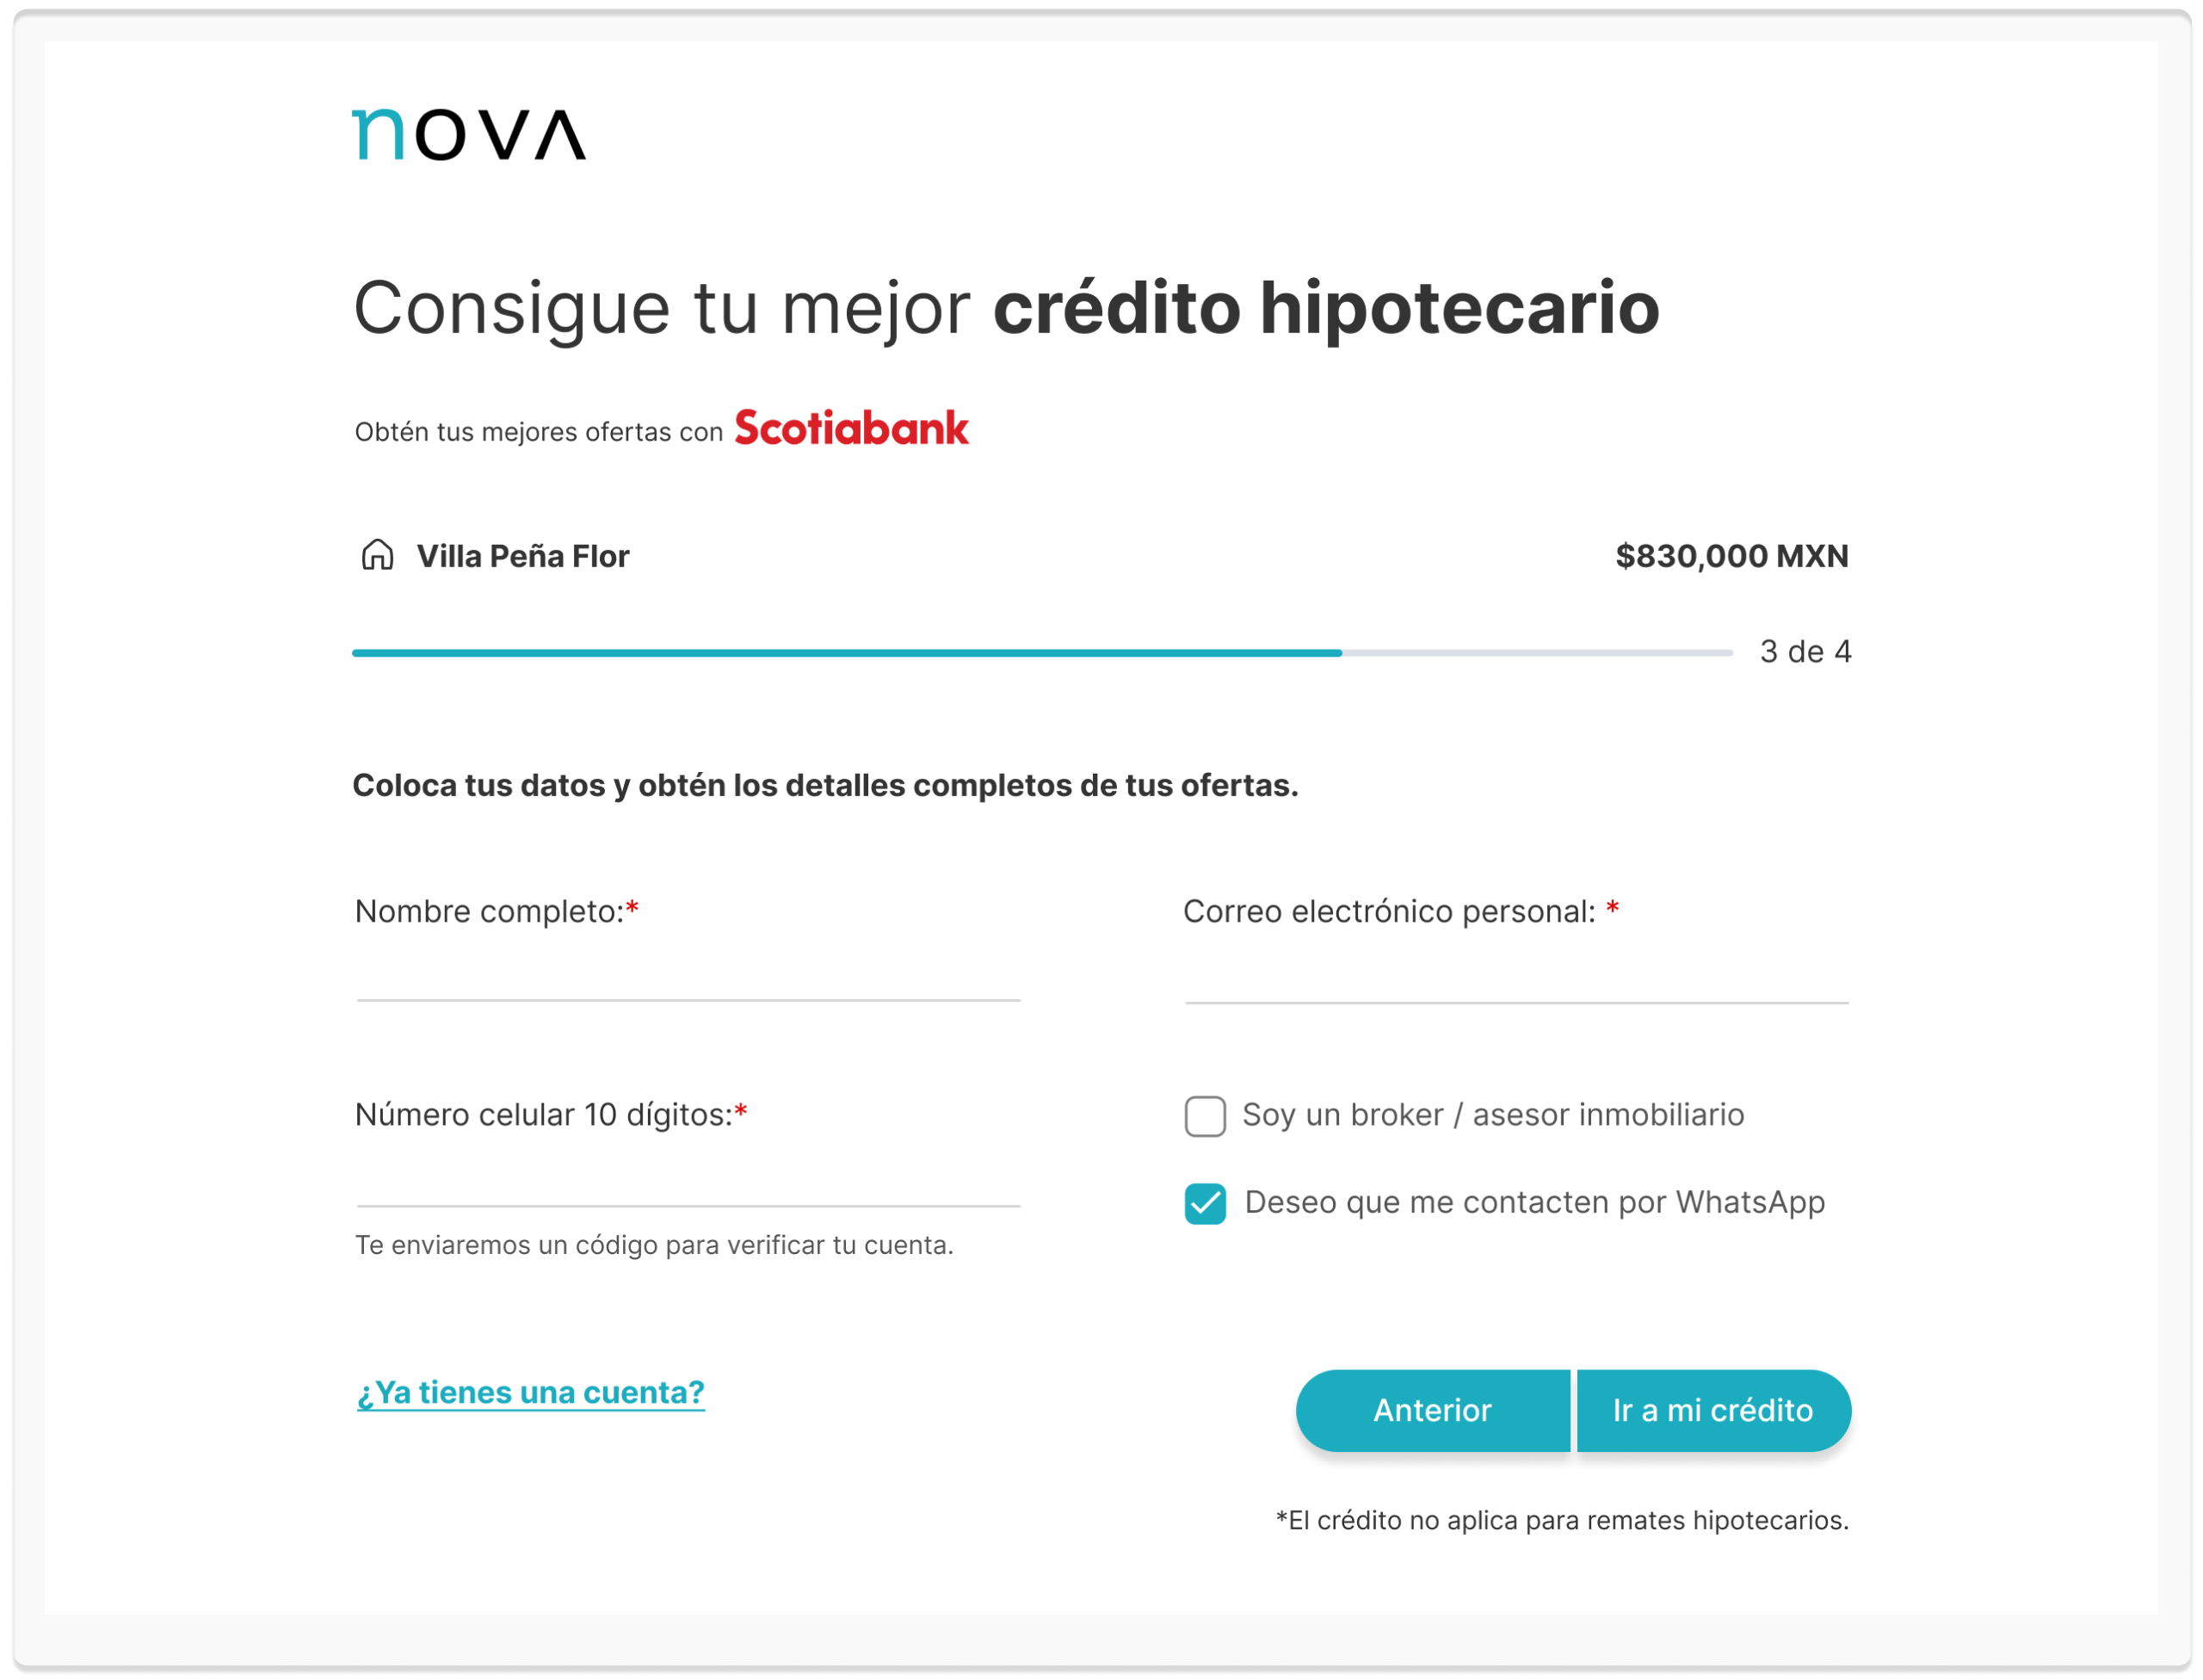 nova
Consigue tu mejor crédito hipotecario
Obtén tus mejores ofertas con Scotiabank
Villa Peña Flor
$830,000 MXN
3 de 4
Coloca tus datos y obtén los detalles completos de tus ofertas.
Nombre completo:*
Correo electrónico personal: *
Número celular 10 dígitos:*
Te enviaremos un código para verificar tu cuenta.
Soy un broker / asesor inmobiliario
Deseo que me contacten por WhatsApp
¿Ya tienes una cuenta?
Anterior
Ir a mi crédito
*El crédito no aplica para remates hipotecarios.